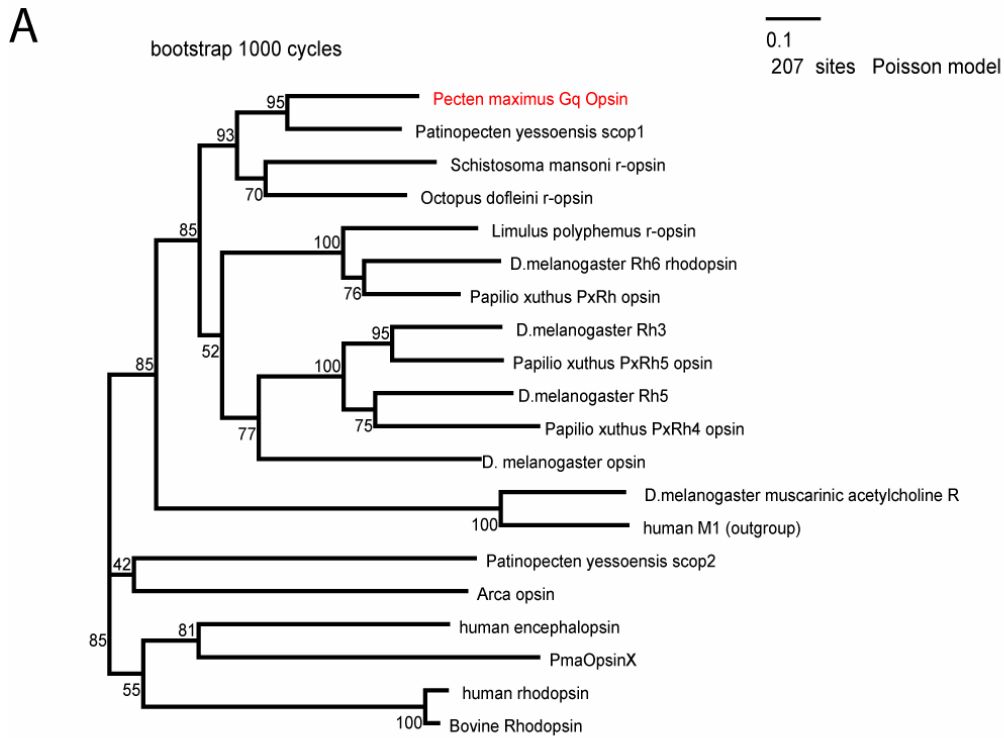 A
bootstrap 1000 cycles
0.1
207 sites Poisson model
95
Pecten maximus Gq Opsin
Patinopecten yessoensis scop1
93
Schistosoma mansoni r-opsin
70
Octopus dofleini r-opsin
85
Limulus polyphemus r-opsin
100
D.melanogaster Rh6 rhodopsin
76
Papilio xuthus PxRh opsin
D.melanogaster Rh3
95
52
Papilio xuthus PxRh5 opsin
85
100
D.melanogaster Rh5
75
Papilio xuthus PxRh4 opsin
77
D. melanogaster opsin
D.melanogaster muscarinic acetylcholine R
100
human M1 (outgroup)
Patinopecten yessoensis scop2
42
Arca opsin
human encephalopsin
81
85
PmaOpsinX
55
human rhodopsin
100
Bovine Rhodopsin